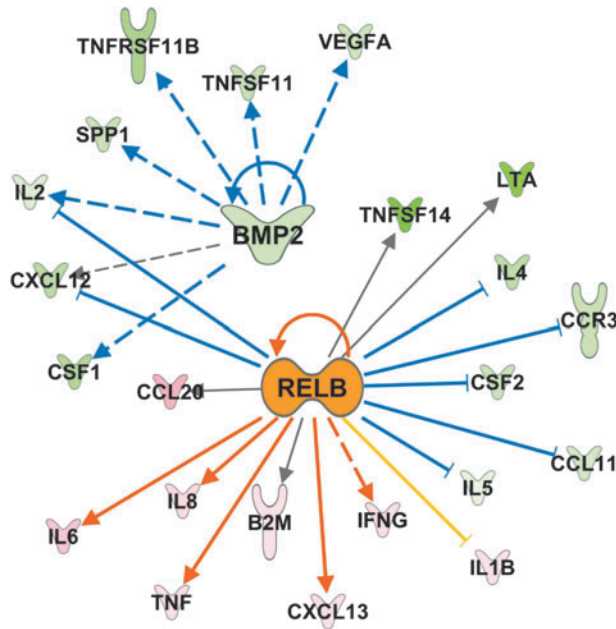 TNFRSF11B
VEGFA
TNFSF11
SPP1
IL2
BMP2
LTA
TNFSF14
CXCL12
IL4
CCR3
CSF1
CCL20
RELB
CSF2
CCL11
IL5
IL8
B2M
IFNG
IL6
IL1B
TNF
CXCL13